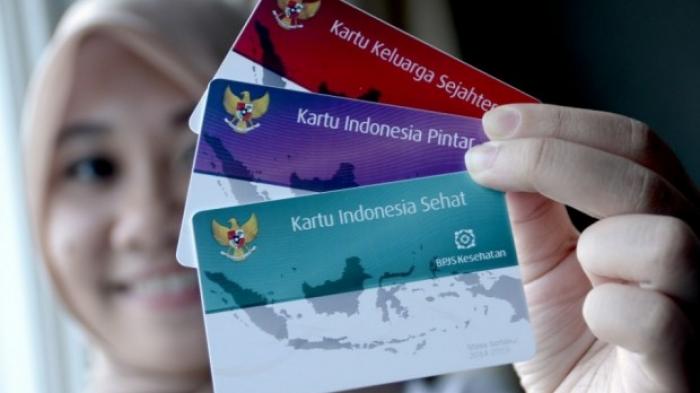 Kartu Keluarga Sejahter
Kartu Indonesia Pintar
Kartu Indonesia Sehat
BPJS Kesehatan